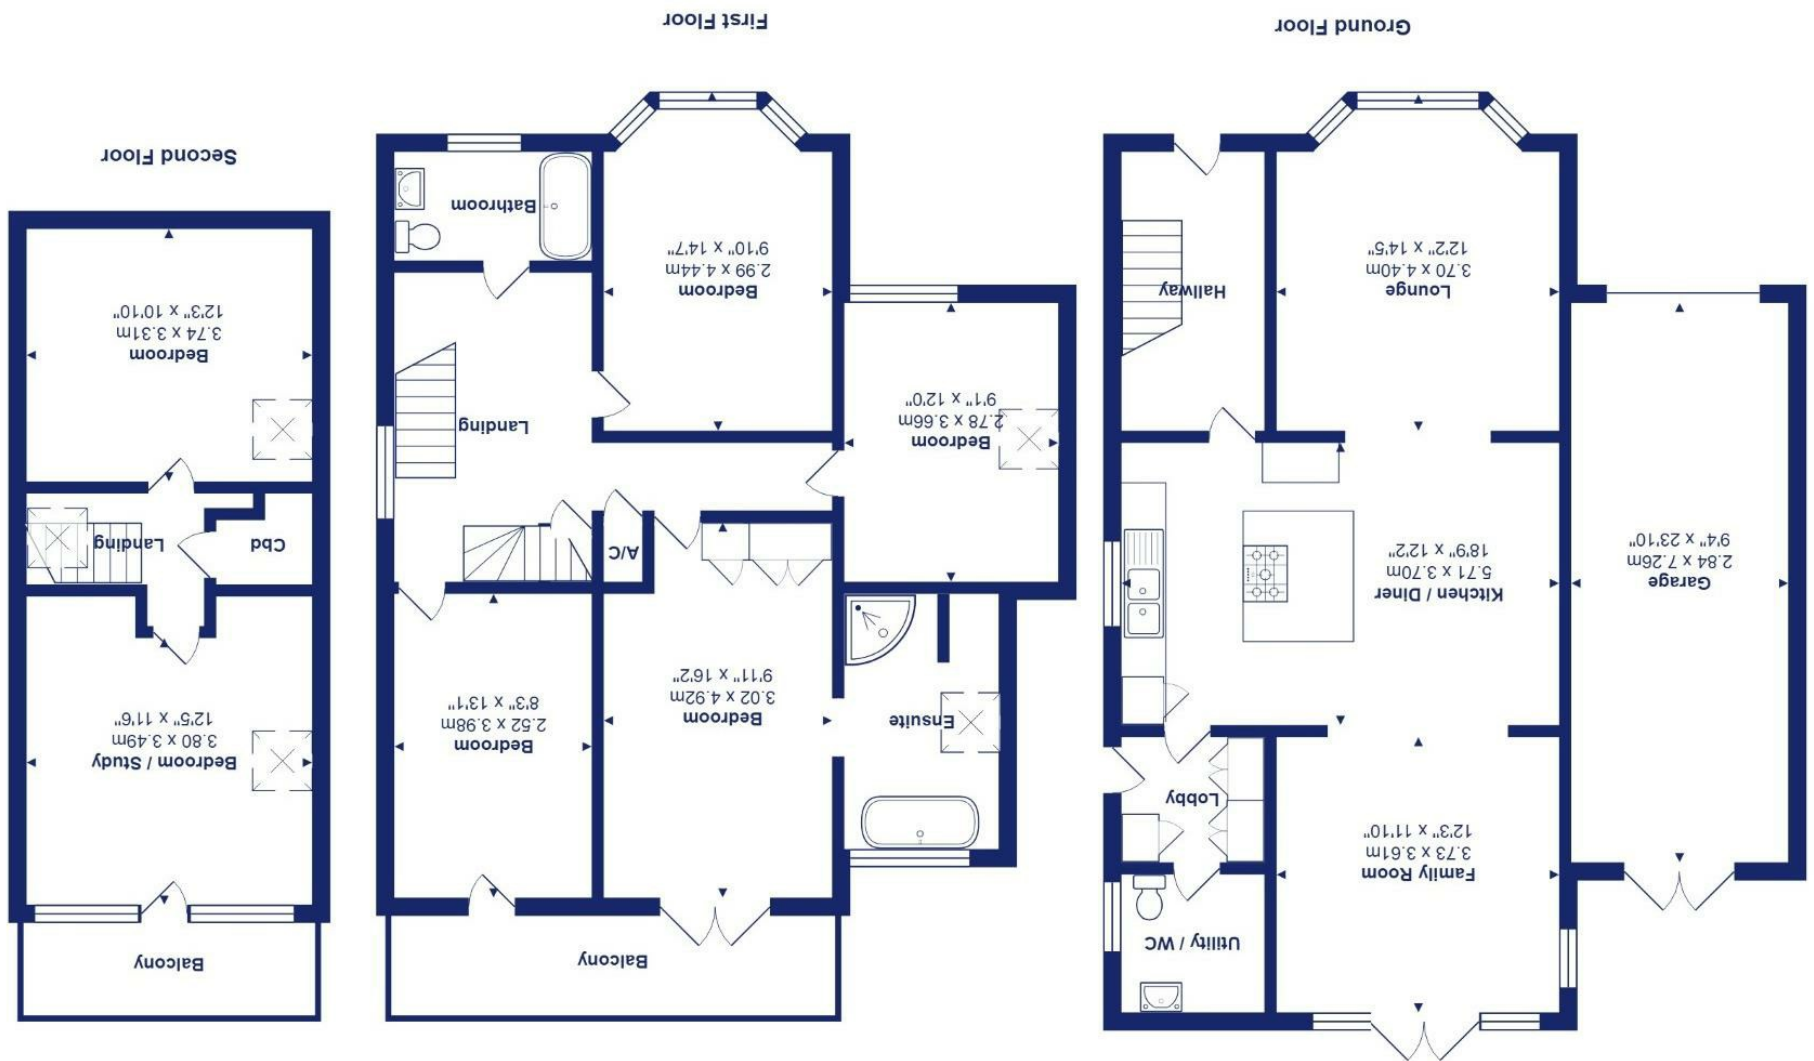 Utility / WC
Family Room
3.73 x 3.61m
12'3" x 11'10"
Lobby
Garage
2.84 x 7.26m
9'4" x 23'10"
Kitchen / Diner
5.71 x 3.70m
18'9" x 12'2"
Lounge
3.70 x 4.40m
12'2" x 14'5"
Hallway
Ground Floor
Balcony
Bedroom
2.52 x 3.98m
8'3" x 13'1"
Bedroom
3.02 x 4.92m
9'11" x 16'2"
Ensuite
A/C
Bedroom
2.78 x 3.66m
9'1" x 12'0"
Landing
Bedroom
2.99 x 4.44m
9'10" x 14'7"
Bathroom
First Floor
Balcony
Bedroom / Study
3.80 x 3.49m
12'5" x 11'6"
Cbd
Landing
Bedroom
3.74 x 3.31m
12'3" x 10'10"
Second Floor